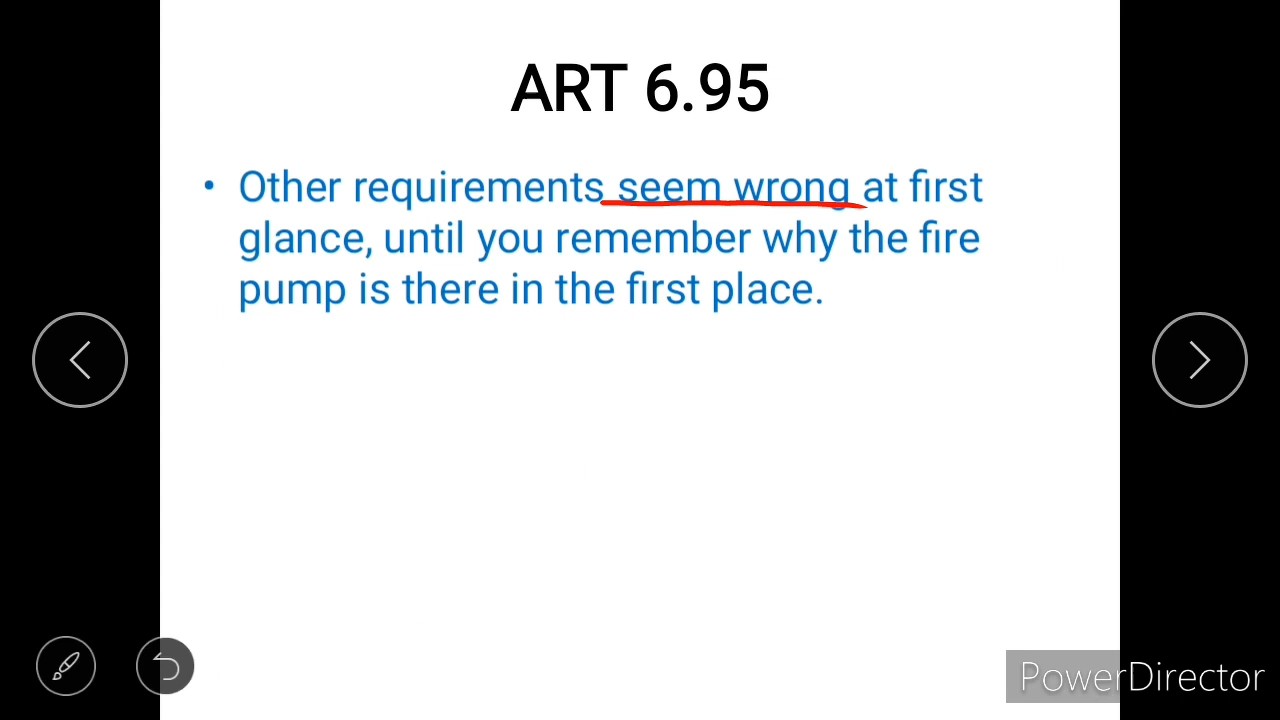 ART 6.95
• Other requirements seem wrong at first
glance, until you remember why the fire
pump is there in the first place.
PowerDirector